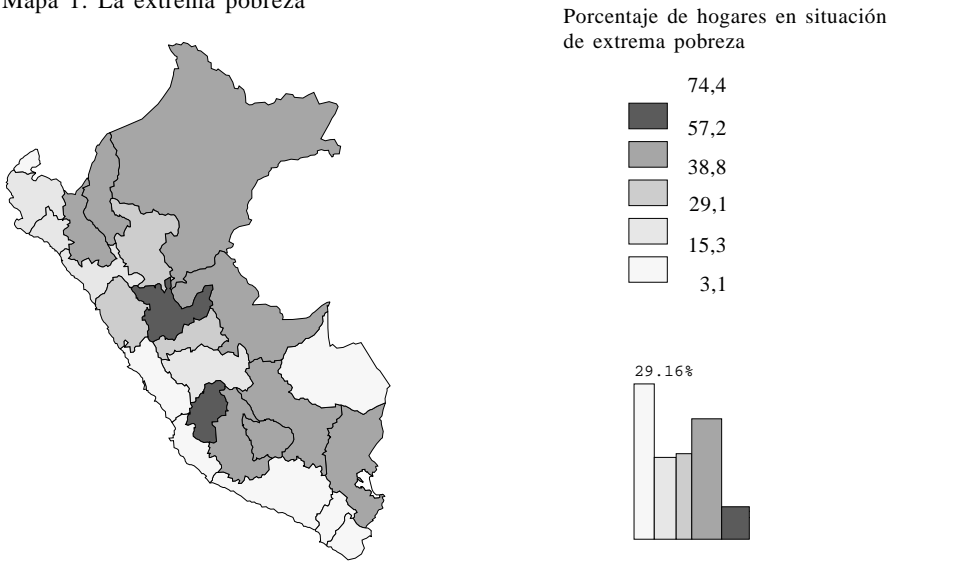 Mapa 1. La extrema pobreza
Porcentaje de hogares en situación
de extrema pobreza
74,4
57,2
38,8
29,1
15,3
3,1
29.16%